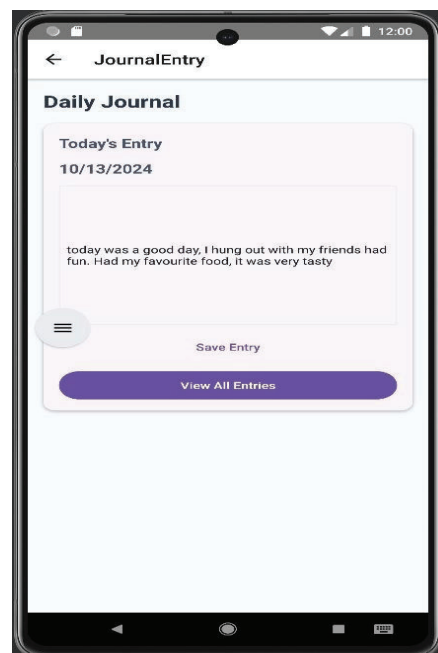 12:00
JournalEntry
Daily Journal
Today's Entry
10/13/2024
today was a good day, I hung out with my friends had
fun. Had my favourite food, it was very tasty
Save Entry
View All Entries